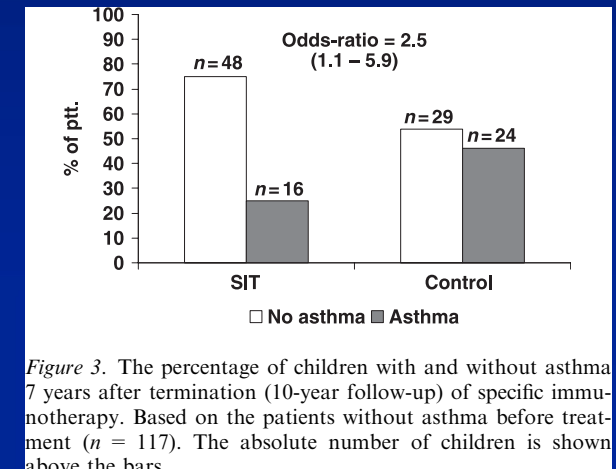 100
90
80
70
60
50
40
30
20
10
0
% of ptt.
Odds-ratio = 2.5
(1.1 – 5.9)
n=48
n=16
n=29
n=24
SIT
Control
No asthma Asthma
Figure 3. The percentage of children with and without asthma
7 years after termination (10-year follow-up) of specific immu-
notherapy. Based on the patients without asthma before treat-
ment (n = 117). The absolute number of children is shown
above the bars